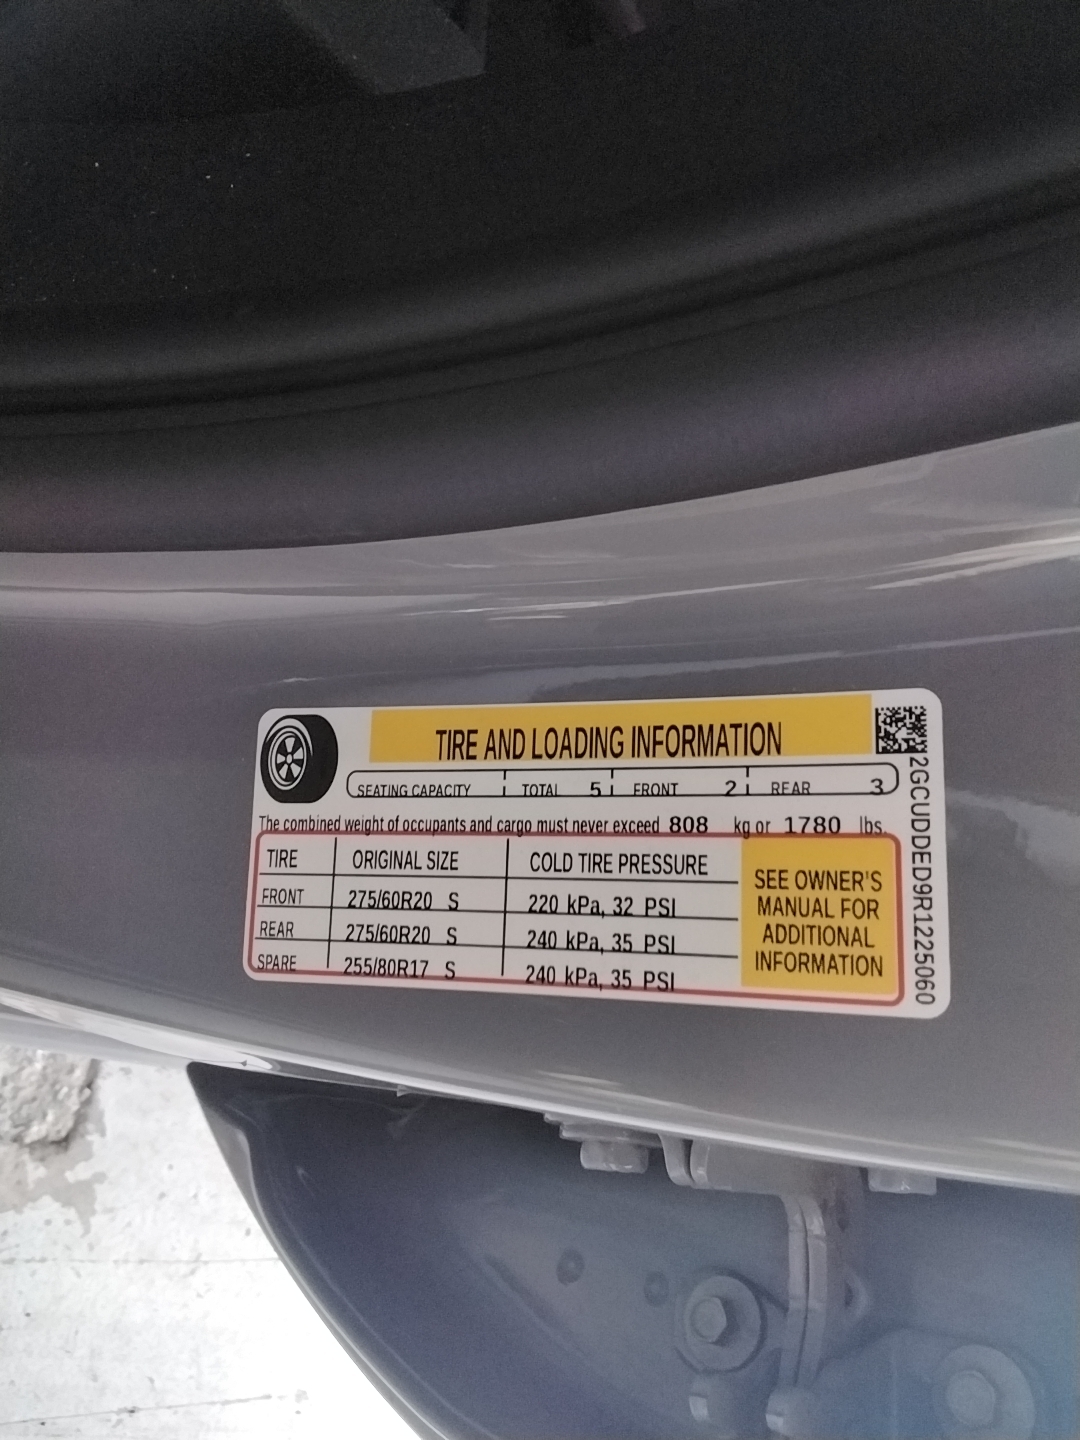 TIRE AND LOADING INFORMATION
SEATING CAPACITY TOTAL 5 FRONT 2 REAR 3
The combined weight of occupants and cargo must never exceed 808 kg or 1780 lbs.
TIRE ORIGINAL SIZE COLD TIRE PRESSURE
FRONT 275/60R20 S 220 kPa, 32 PSI
REAR 275/60R20 S 240 kPa, 35 PSI
SPARE 255/80R17 S 240 kPa, 35 PSI
SEE OWNER'S
MANUAL FOR
ADDITIONAL
INFORMATION
2GCUDDED9R1225060